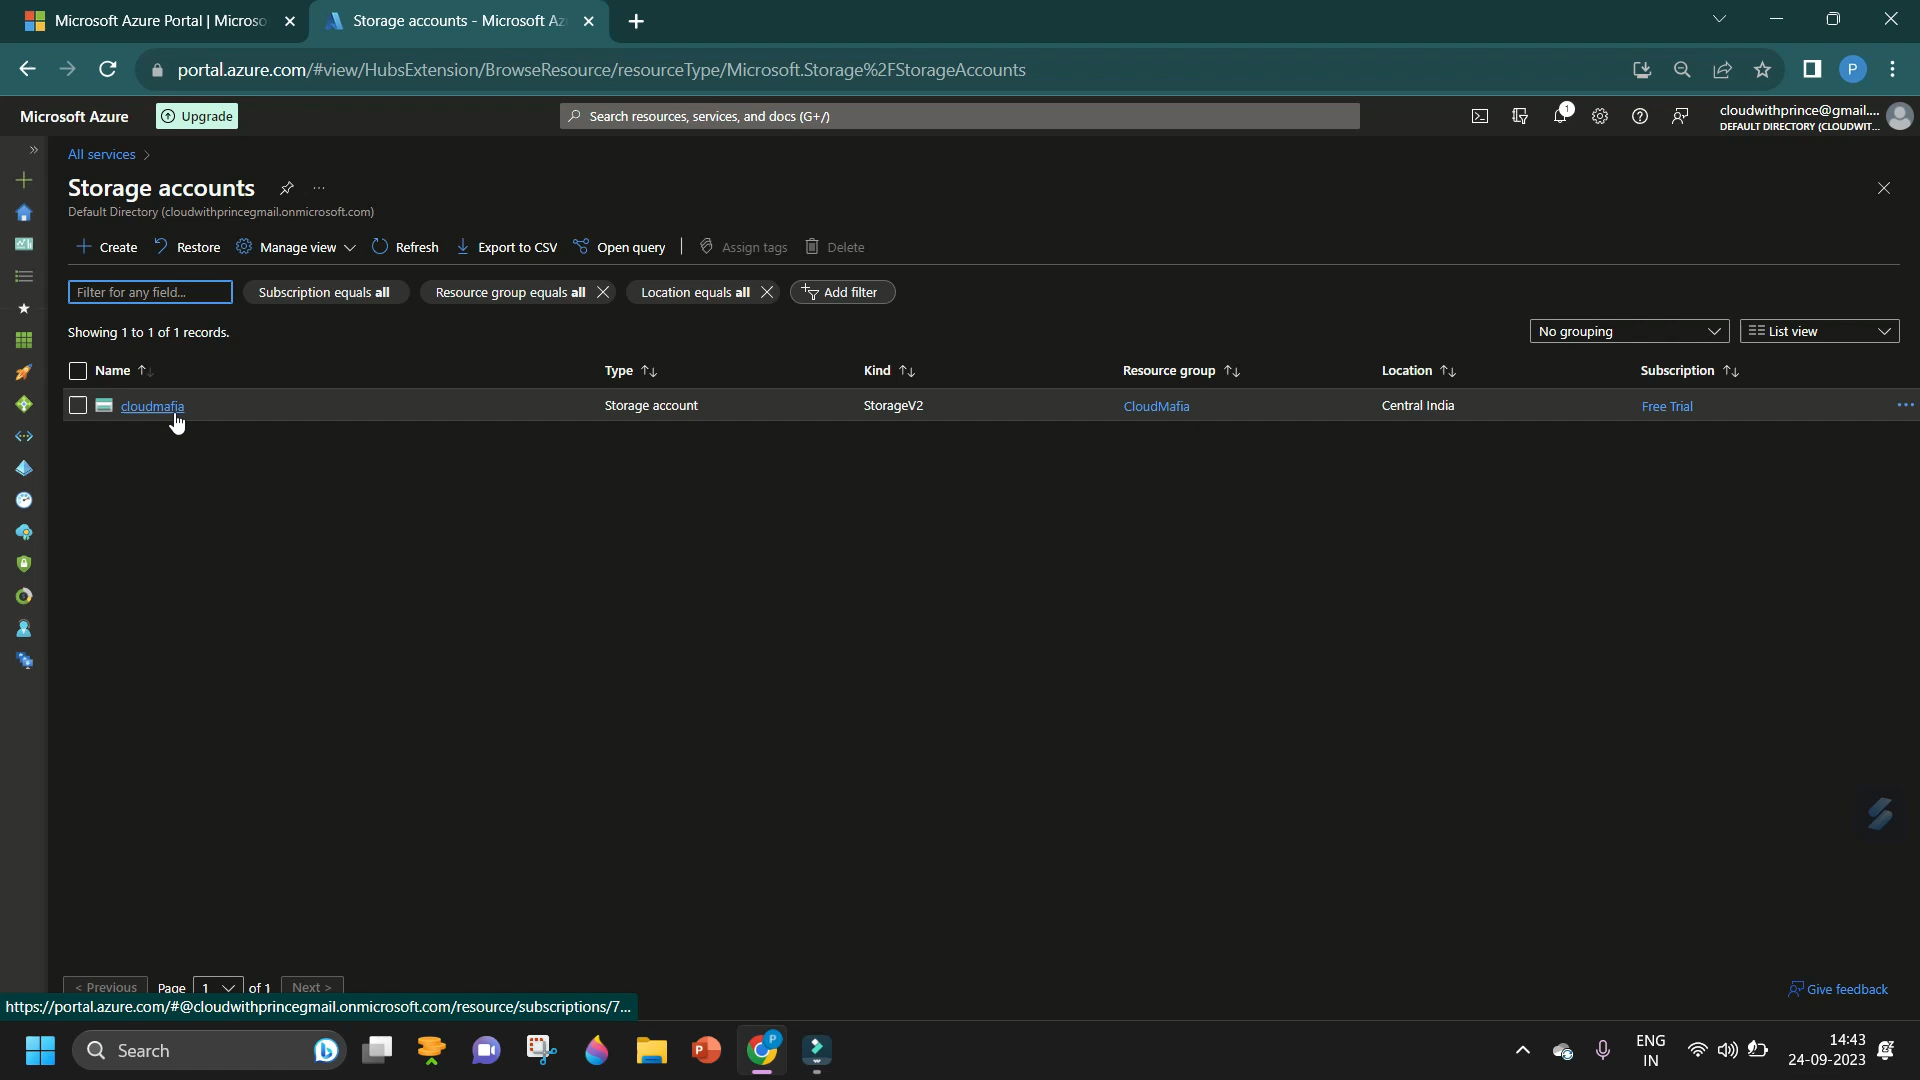 Microsoft Azure Portal | Microso
Storage accounts - Microsoft Az
portal.azure.com/#view/HubsExtension/BrowseResource/resourceType/Microsoft.Storage%2FStorageAccounts
P
Microsoft Azure
Upgrade
Search resources, services, and docs (G+/)
1
cloudwithprince@gmail....
DEFAULT DIRECTORY (CLOUDWIT...
All services
Storage accounts
...
Default Directory (cloudwithprincegmail.onmicrosoft.com)
Create
Restore
Manage view
Refresh
Export to CSV
Open query
Assign tags
Delete
Filter for any field...
Subscription equals all
Resource group equals all
Location equals all
Add filter
Showing 1 to 1 of 1 records.
No grouping
List view
Name
Type
Kind
Resource group
Location
Subscription
cloudmafia
Storage account
StorageV2
CloudMafia
Central India
Free Trial
...
< Previous
Page
1
of 1
Next >
Give feedback
https://portal.azure.com/#@cloudwithprincegmail.onmicrosoft.com/resource/subscriptions/7...
Search
P
P
ENG
IN
14:43
24-09-2023